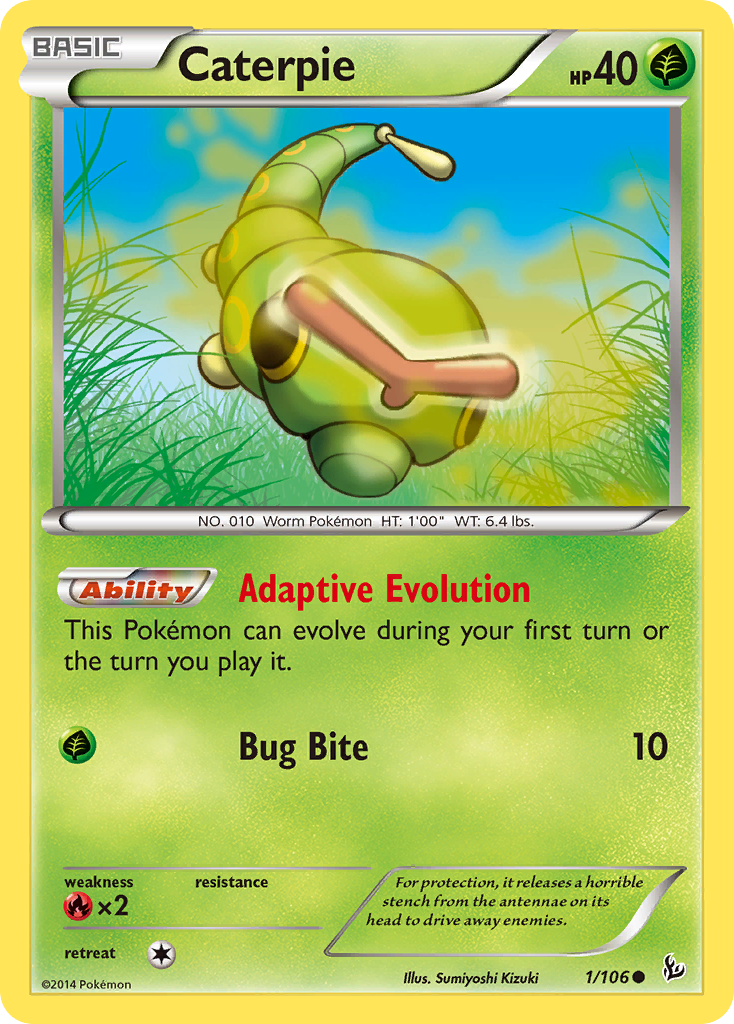 BASIC
Caterpie
HP40
NO. 010 Worm Pokémon HT: 1'00" WT: 6.4 lbs.
Ability Adaptive Evolution
This Pokémon can evolve during your first turn or
the turn you play it.
Bug Bite 10
weakness resistance
×2
For protection, it releases a horrible
stench from the antennae on its
head to drive away enemies.
retreat
©2014 Pokémon
Illus. Sumiyoshi Kizuki
1/106